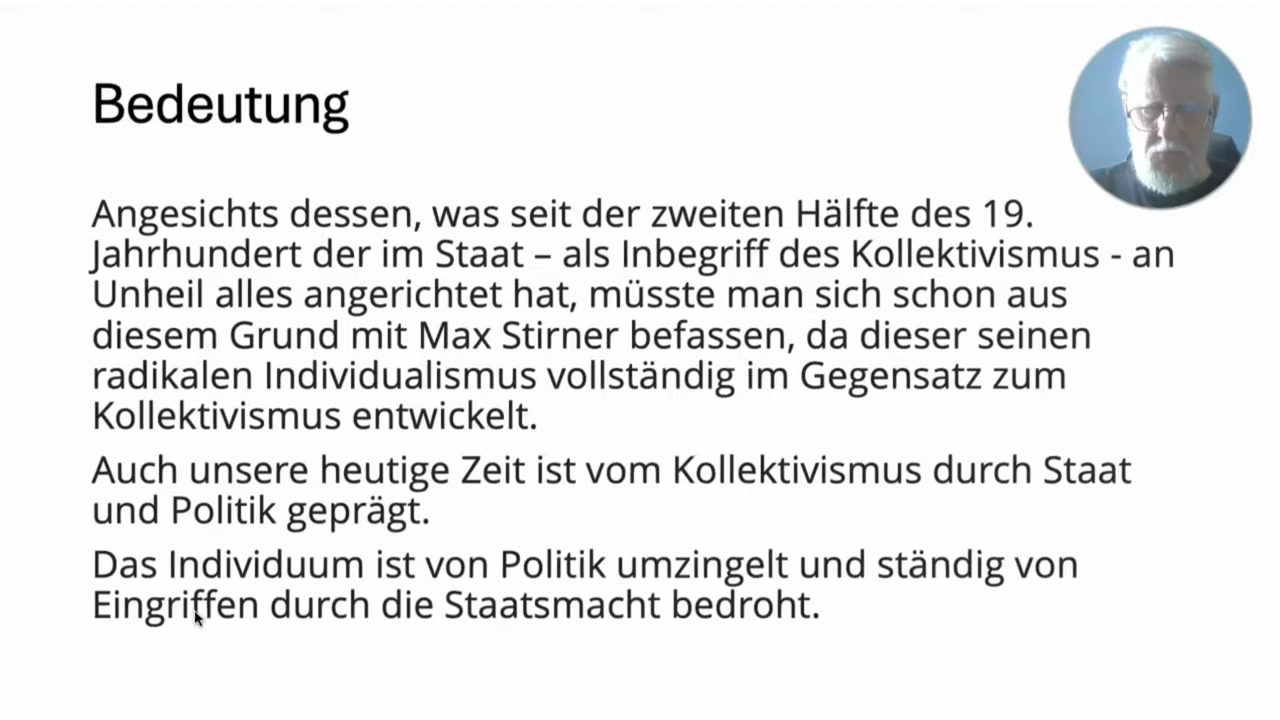 Bedeutung
Angesichts dessen, was seit der zweiten Hälfte des 19.
Jahrhundert der im Staat – als Inbegriff des Kollektivismus - an
Unheil alles angerichtet hat, müsste man sich schon aus
diesem Grund mit Max Stirner befassen, da dieser seinen
radikalen Individualismus vollständig im Gegensatz zum
Kollektivismus entwickelt.
Auch unsere heutige Zeit ist vom Kollektivismus durch Staat
und Politik geprägt.
Das Individuum ist von Politik umzingelt und ständig von
Eingriffen durch die Staatsmacht bedroht.